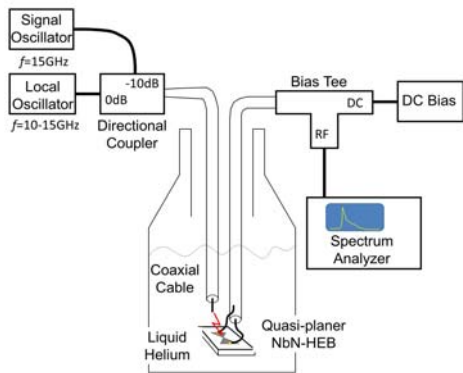 Signal
Oscillator
f=15GHz
Local
Oscillator
f=10-15GHz
-10dB
0dB
Directional
Coupler
Bias Tee
DC
RF
DC Bias
Spectrum
Analyzer
Coaxial
Cable
Liquid
Helium
Quasi-planer
NbN-HEB